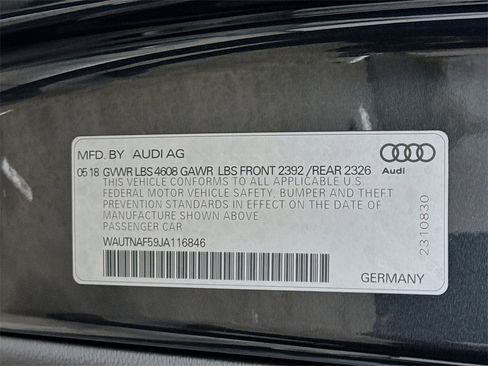 MFD. BY AUDI AG
05 18 GVWR LBS 4608 GAWR LBS FRONT 2392 /REAR 2326
THIS VEHICLE CONFORMS TO ALL APPLICABLE U.S.
FEDERAL MOTOR VEHICLE SAFETY, BUMPER AND THEFT
PREVENTION STANDARDS IN EFFECT ON THE DATE OF
MANUFACTURE SHOWN ABOVE
PASSENGER CAR
WAUTNAF59JA116846
Audi
2310830
GERMANY